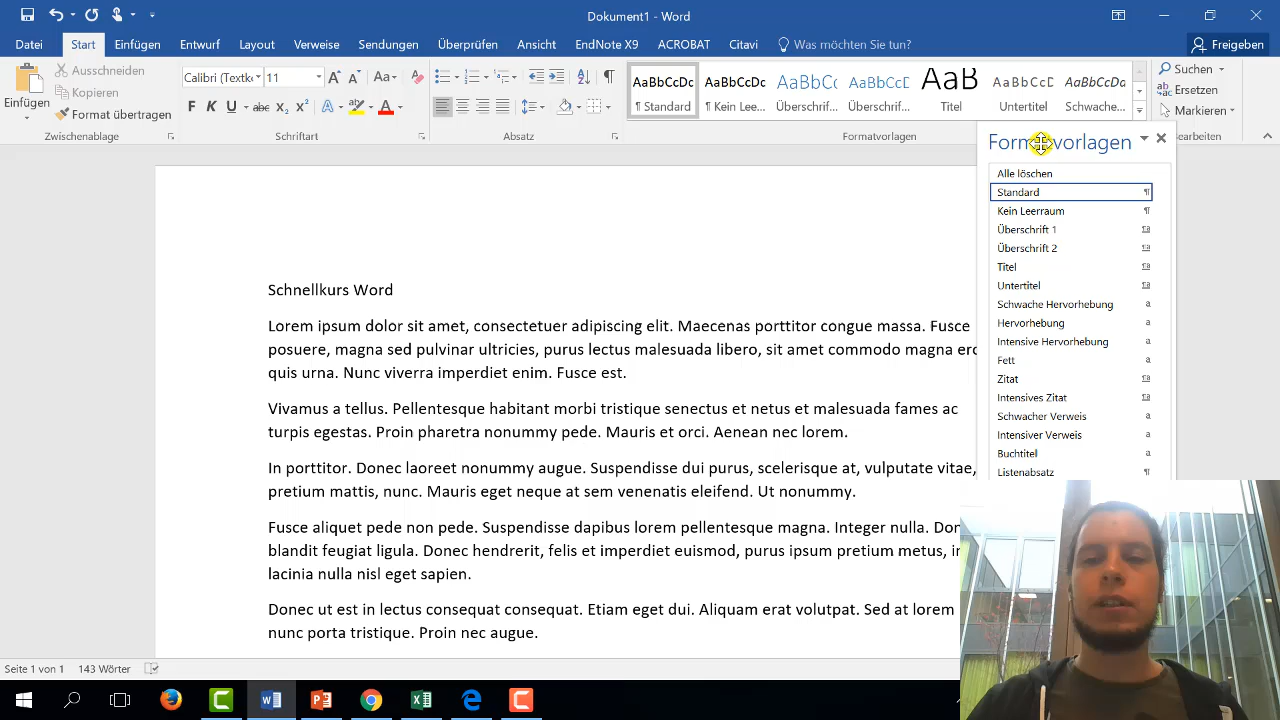 Dokument1 - Word
Datei Start Einfügen Entwurf Layout Verweise Sendungen Überprüfen Ansicht EndNote X9 ACROBAT Citavi Was möchten Sie tun? Freigeben
Einfügen
Ausschneiden
Kopieren
Format übertragen
Zwischenablage
Calibri (Textk 11
F K U abc
Schriftart
Absatz
AaBbCcDc AaBbCcDc AaBbCcI AaBbCcD AaB AaBbCcD AaBbCcDc
¶ Standard ¶ Kein Lee... Überschrif... Überschrif... Titel Untertitel Schwache...
Formatvorlagen
Suchen
Ersetzen
Markieren
earbeiten
Formatvorlagen
Alle löschen
Standard
Kein Leerraum
Überschrift 1
Überschrift 2
Titel
Untertitel
Schwache Hervorhebung
Hervorhebung
Intensive Hervorhebung
Fett
Zitat
Intensives Zitat
Schwacher Verweis
Intensiver Verweis
Buchtitel
Listenabsatz
Schnellkurs Word
Lorem ipsum dolor sit amet, consectetuer adipiscing elit. Maecenas porttitor congue massa. Fusce
posuere, magna sed pulvinar ultricies, purus lectus malesuada libero, sit amet commodo magna erc
quis urna. Nunc viverra imperdiet enim. Fusce est.
Vivamus a tellus. Pellentesque habitant morbi tristique senectus et netus et malesuada fames ac
turpis egestas. Proin pharetra nonummy pede. Mauris et orci. Aenean nec lorem.
In porttitor. Donec laoreet nonummy augue. Suspendisse dui purus, scelerisque at, vulputate vitae,
pretium mattis, nunc. Mauris eget neque at sem venenatis eleifend. Ut nonummy.
Fusce aliquet pede non pede. Suspendisse dapibus lorem pellentesque magna. Integer nulla. Don
blandit feugiat ligula. Donec hendrerit, felis et imperdiet euismod, purus ipsum pretium metus, in
lacinia nulla nisl eget sapien.
Donec ut est in lectus consequat consequat. Etiam eget dui. Aliquam erat volutpat. Sed at lorem
nunc porta tristique. Proin nec augue.
Seite 1 von 1 143 Wörter